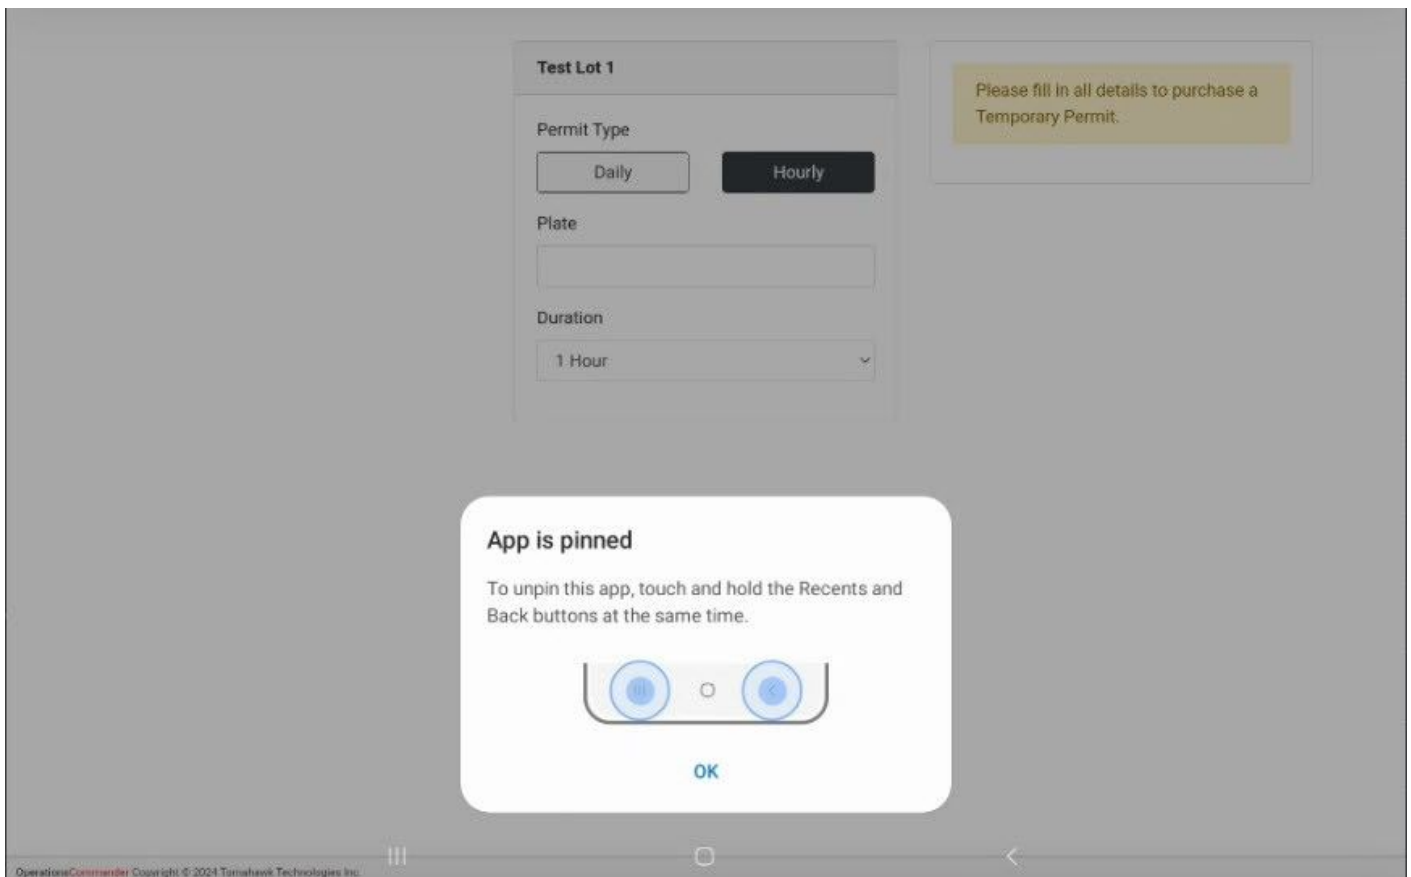 Test Lot 1
Please fill in all details to purchase a
Temporary Permit.
Permit Type
Daily
Hourly
Plate
Duration
1 Hour
App is pinned
To unpin this app, touch and hold the Recents and
Back buttons at the same time.
OK
OperationsCommander Copyright © 2024 Tomahawk Technologies Inc.